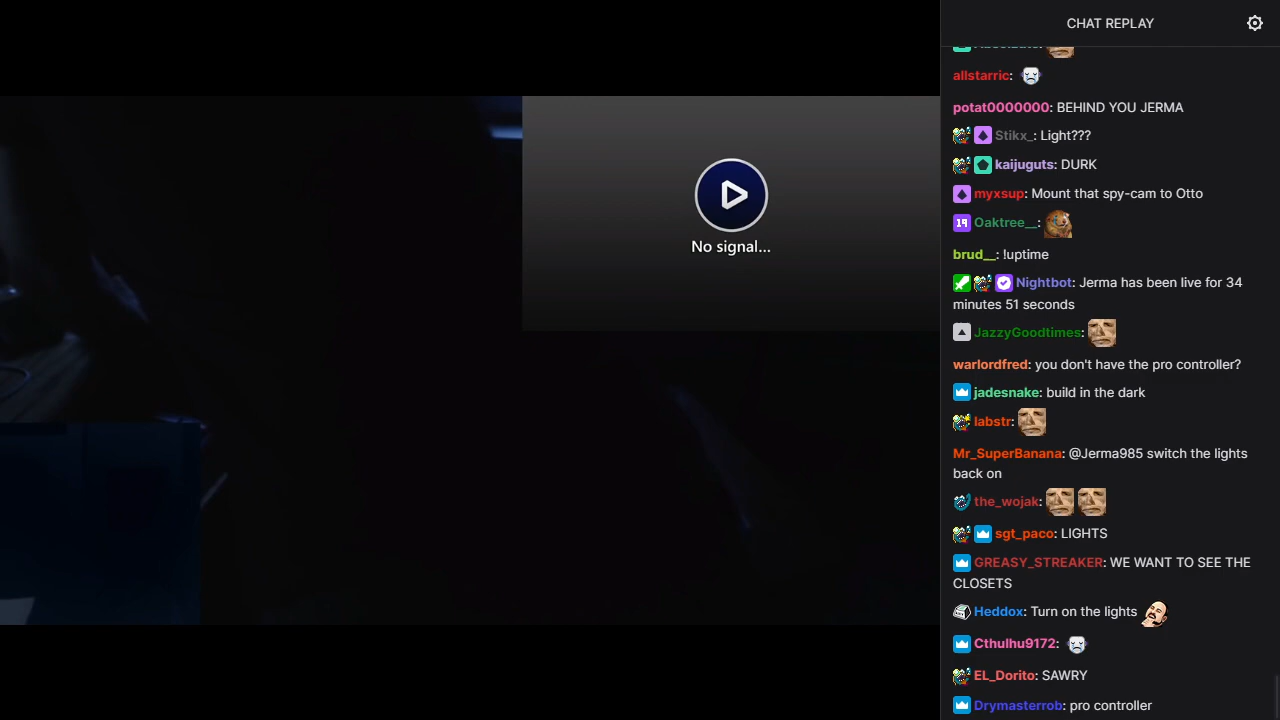 CHAT REPLAY
allstarric:
potat0000000: BEHIND YOU JERMA
Stikx_: Light???
kaijuguts: DURK
myxsup: Mount that spy-cam to Otto
19 Oaktree__:
brud__: !uptime
Nightbot: Jerma has been live for 34
minutes 51 seconds
JazzyGoodtimes:
warlordfred: you don't have the pro controller?
jadesnake: build in the dark
labstr:
Mr_SuperBanana: @Jerma985 switch the lights
back on
the_wojak:
sgt_paco: LIGHTS
GREASY_STREAKER: WE WANT TO SEE THE
CLOSETS
Heddox: Turn on the lights
Cthulhu9172:
EL_Dorito: SAWRY
Drymasterrob: pro controller
No signal...